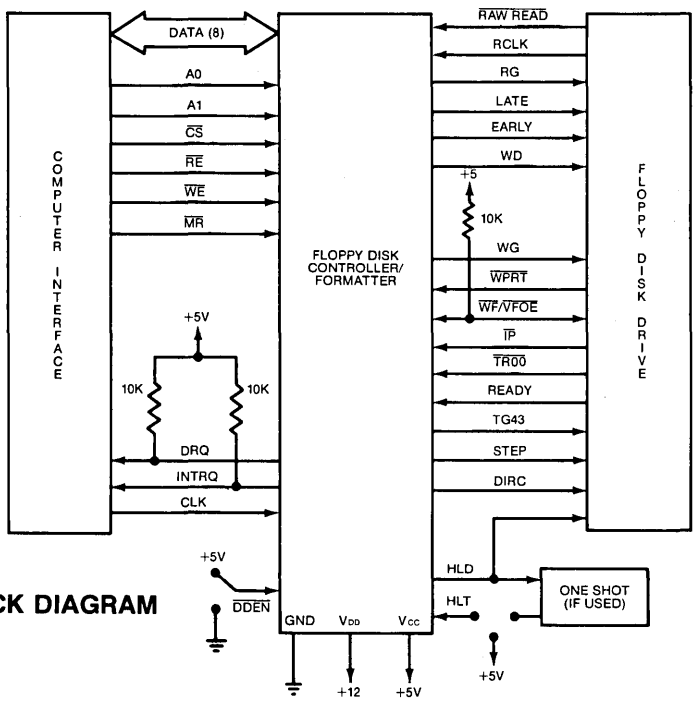 RAW READ
DATA (8)
RCLK
A0
RG
A1
LATE
CS
EARLY
RE
WD
+5
WE
10K
MR
COMPUTER INTERFACE
FLOPPY DISK
CONTROLLER/
FORMATTER
FLOPPY DISK DRIVE
WG
WPRT
WF/VFOE
+5V
IP
TR00
10K
10K
READY
TG43
DRQ
STEP
INTRQ
DIRC
CLK
+5V
HLD
ONE SHOT
(IF USED)
CK DIAGRAM
DDEN
HLT
GND
VDD
VCC
+12
+5V
+5V